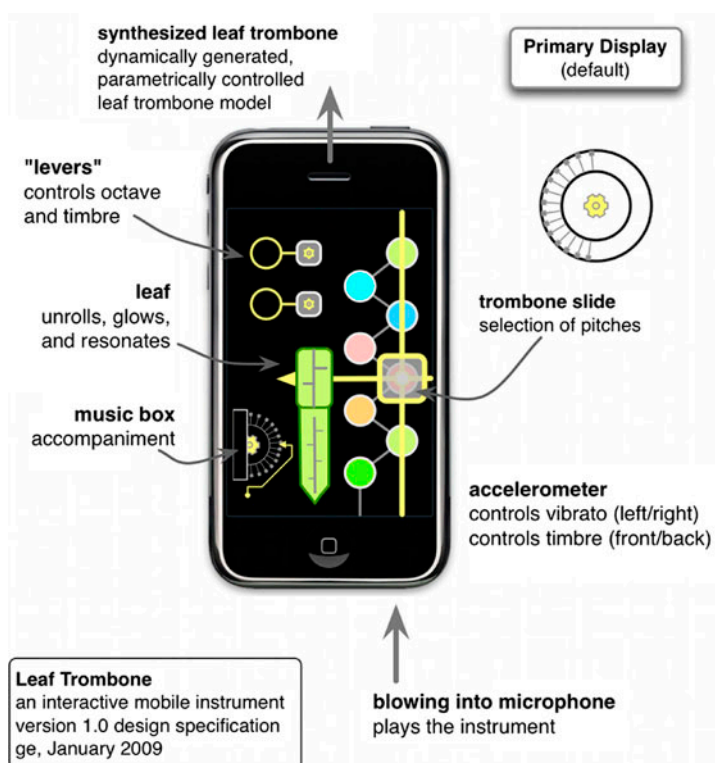 synthesized leaf trombone
dynamically generated,
parametrically controlled
leaf trombone model
Primary Display
(default)
"levers"
controls octave
and timbre
leaf
unrolls, glows,
and resonates
trombone slide
selection of pitches
music box
accompaniment
accelerometer
controls vibrato (left/right)
controls timbre (front/back)
Leaf Trombone
an interactive mobile instrument
version 1.0 design specification
ge, January 2009
blowing into microphone
plays the instrument